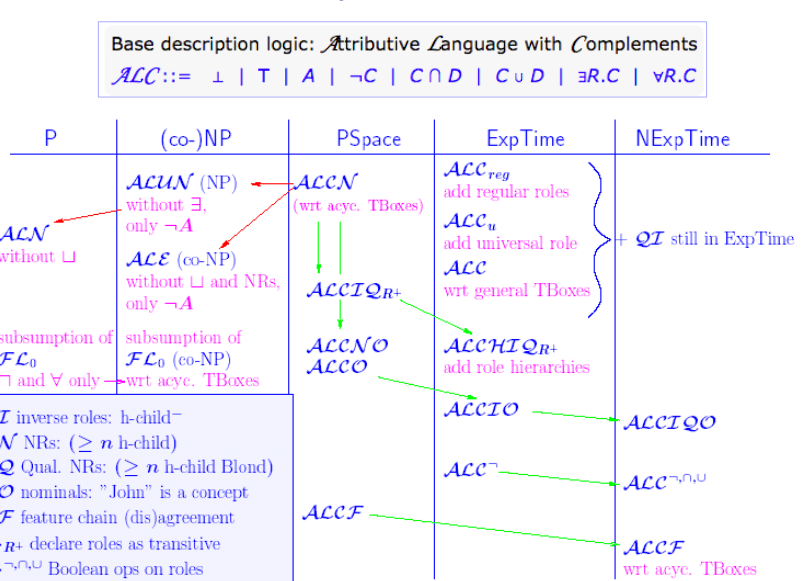 Base description logic: Attributive Language with Complements
ALC ::= ⊥ | T | A | ¬C | C ∩ D | C ∪ D | ∃R.C | ∀R.C
P
(co-)NP
PSpace
ExpTime
NExpTime
ALN
without ⊔
subsumption of
FL₀
⊓ and ∀ only
ALUN (NP)
without ∃,
only ¬A
ALE (co-NP)
without ⊔ and NRs,
only ¬A
subsumption of
FL₀ (co-NP)
wrt acyc. TBoxes
ALCN
(wrt acyc. TBoxes)
ALCIQ_R+
ALCNO
ALCO
ALCF
ALC_reg
add regular roles
ALC_u
add universal role
ALC
wrt general TBoxes
ALCHIQ_R+
add role hierarchies
ALCIO
ALC¬
+ QI still in ExpTime
ALCIQO
ALC¬,∩,∪
ALCF
wrt acyc. TBoxes
I inverse roles: h-child⁻
N NRs: (≥ n h-child)
Q Qual. NRs: (≥ n h-child Blond)
O nominals: "John" is a concept
F feature chain (dis)agreement
·R+ declare roles as transitive
·¬,∩,∪ Boolean ops on roles